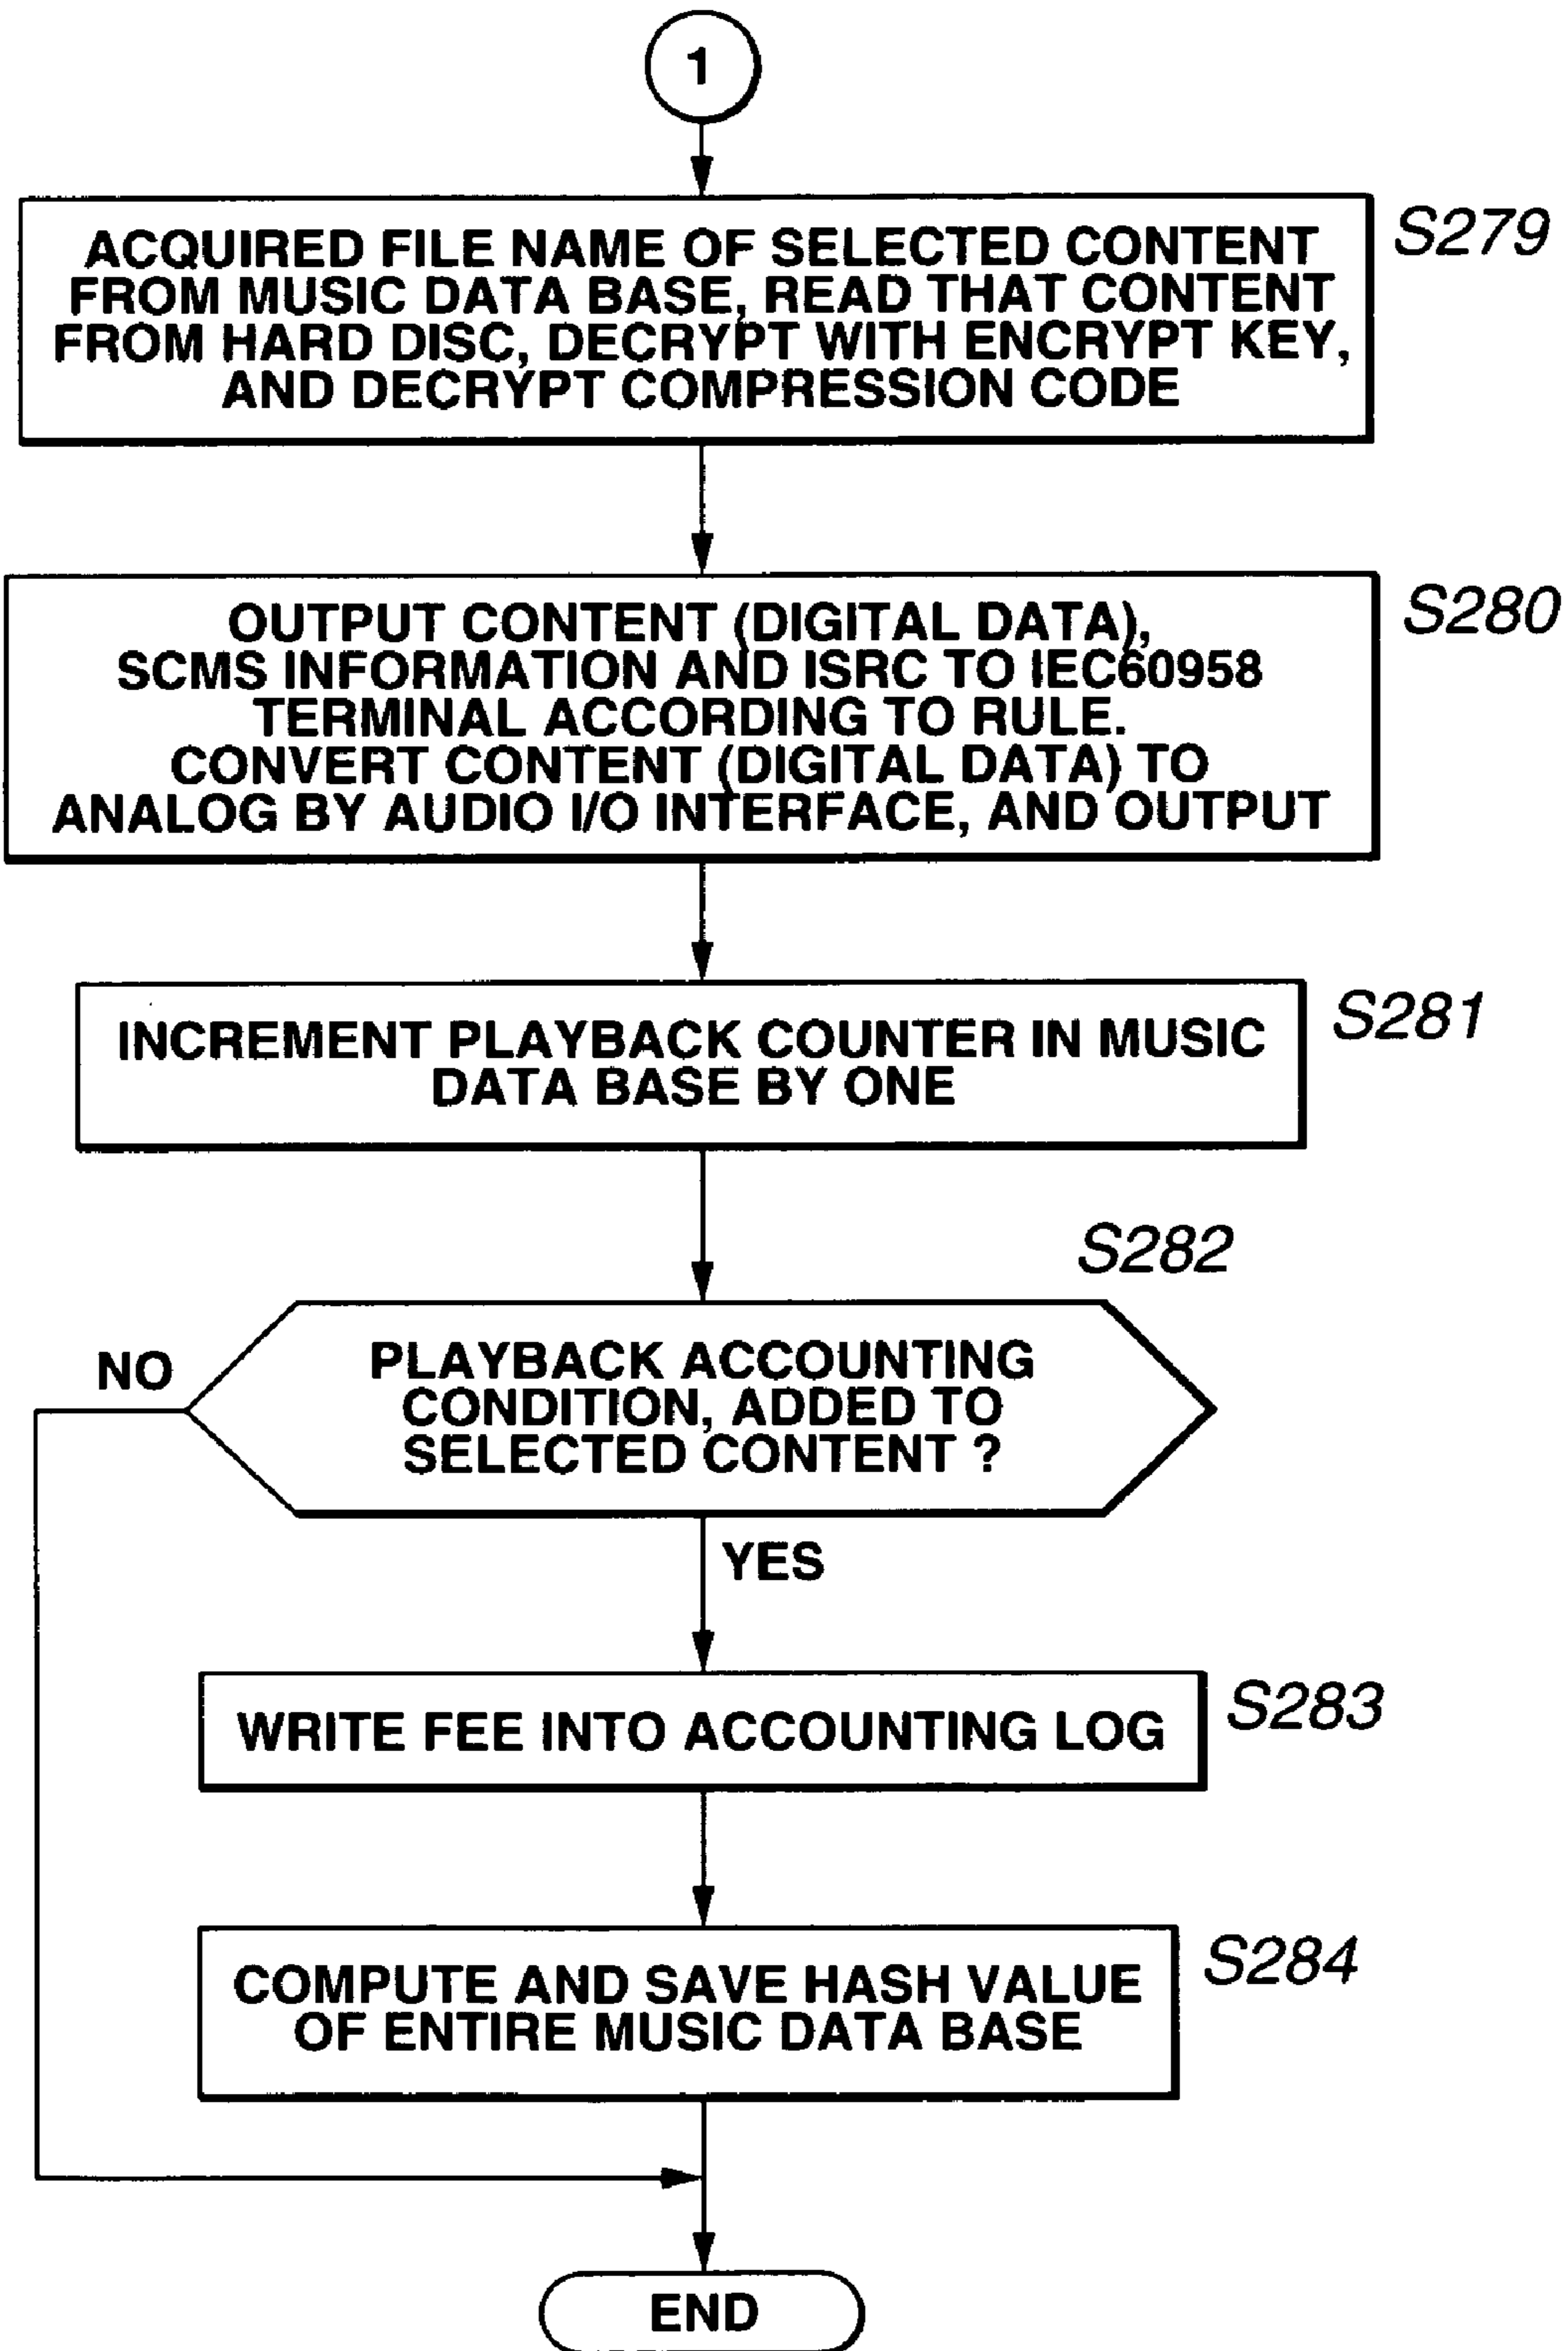 1
ACQUIRED FILE NAME OF SELECTED CONTENT
FROM MUSIC DATA BASE, READ THAT CONTENT
FROM HARD DISC, DECRYPT WITH ENCRYPT KEY,
AND DECRYPT COMPRESSION CODE
S279
OUTPUT CONTENT (DIGITAL DATA),
SCMS INFORMATION AND ISRC TO IEC60958
TERMINAL ACCORDING TO RULE.
CONVERT CONTENT (DIGITAL DATA) TO
ANALOG BY AUDIO I/O INTERFACE, AND OUTPUT
S280
INCREMENT PLAYBACK COUNTER IN MUSIC
DATA BASE BY ONE
S281
S282
PLAYBACK ACCOUNTING
CONDITION, ADDED TO
SELECTED CONTENT ?
NO
YES
WRITE FEE INTO ACCOUNTING LOG
S283
COMPUTE AND SAVE HASH VALUE
OF ENTIRE MUSIC DATA BASE
S284
END